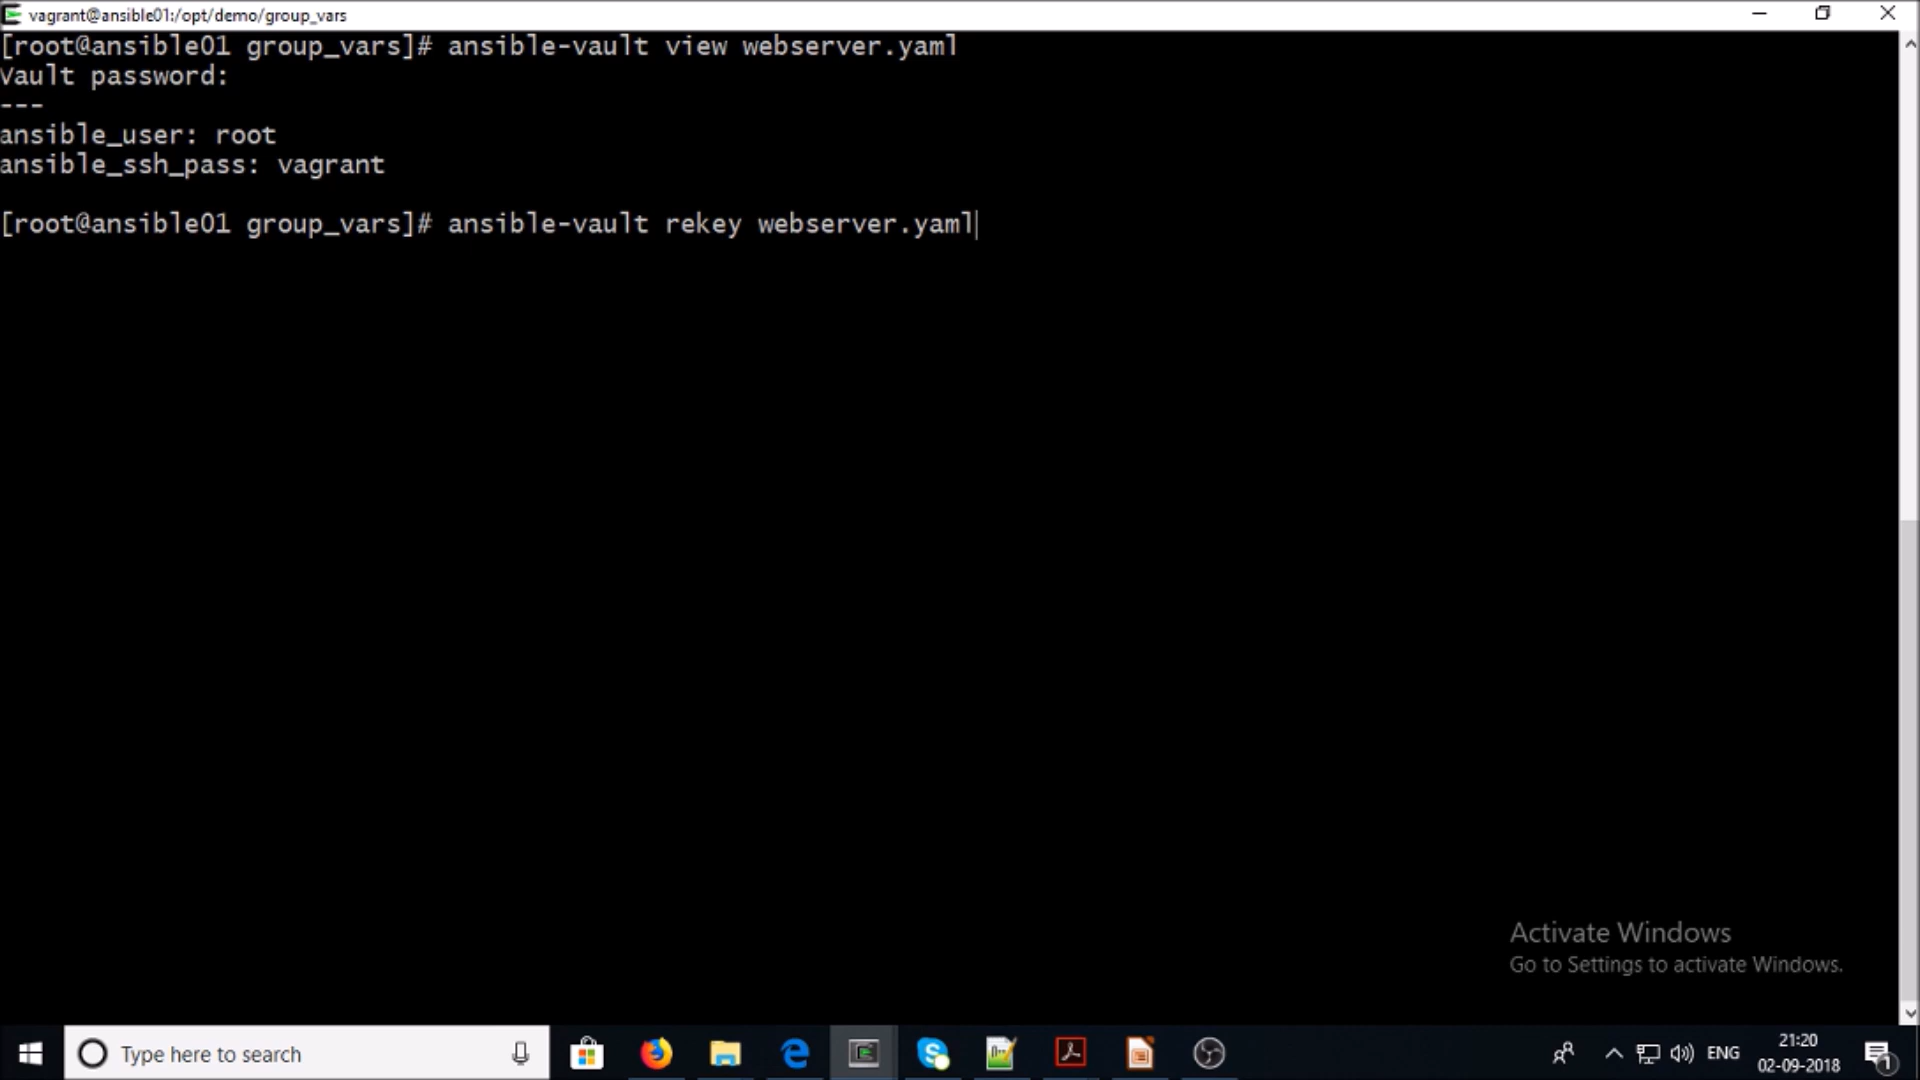 vagrant@ansible01:/opt/demo/group_vars
[root@ansible01 group_vars]# ansible-vault view webserver.yaml
Vault password:
---
ansible_user: root
ansible_ssh_pass: vagrant
[root@ansible01 group_vars]# ansible-vault rekey webserver.yaml
Activate Windows
Go to Settings to activate Windows.
Type here to search
ENG
21:20
02-09-2018
1